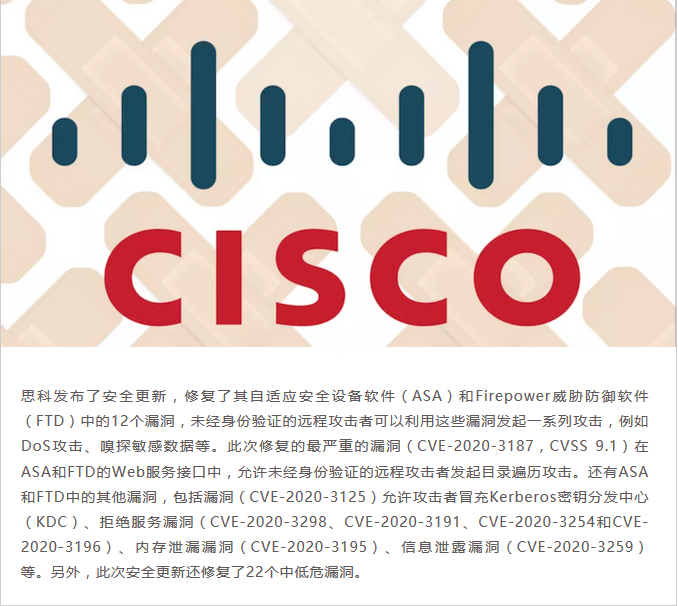 CISCO
思科发布了安全更新，修复了其自适应安全设备软件（ASA）和Firepower威胁防御软件
（FTD）中的12个漏洞，未经身份验证的远程攻击者可以利用这些漏洞发起一系列攻击，例如
DoS攻击、嗅探敏感数据等。此次修复的最严重的漏洞（CVE-2020-3187，CVSS 9.1）在
ASA和FTD的Web服务接口中，允许未经身份验证的远程攻击者发起目录遍历攻击。还有ASA
和FTD中的其他漏洞，包括漏洞（CVE-2020-3125）允许攻击者冒充Kerberos密钥分发中心
（KDC）、拒绝服务漏洞（CVE-2020-3298、CVE-2020-3191、CVE-2020-3254和CVE-
2020-3196）、内存泄漏漏洞（CVE-2020-3195）、信息泄露漏洞（CVE-2020-3259）
等。另外，此次安全更新还修复了22个中低危漏洞。